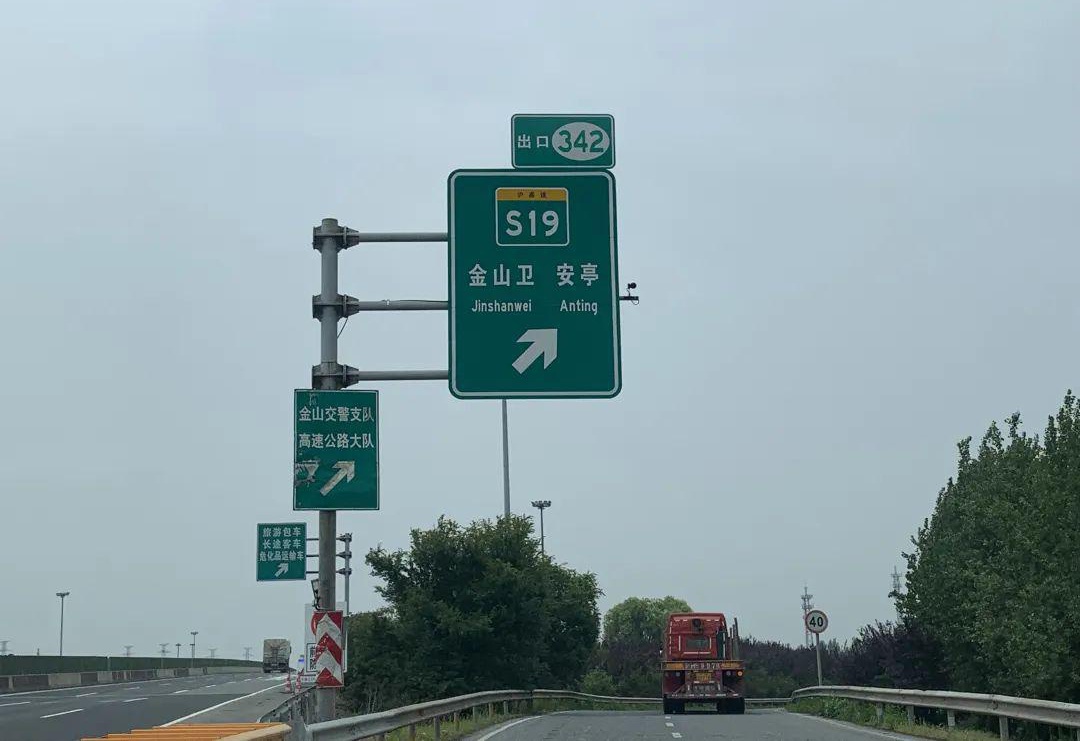 出口 342
沪高速
S19
金山卫 安亭
Jinshanwei Anting
金山交警支队
高速公路大队
旅游包车
长途客车
危化品运输车
40